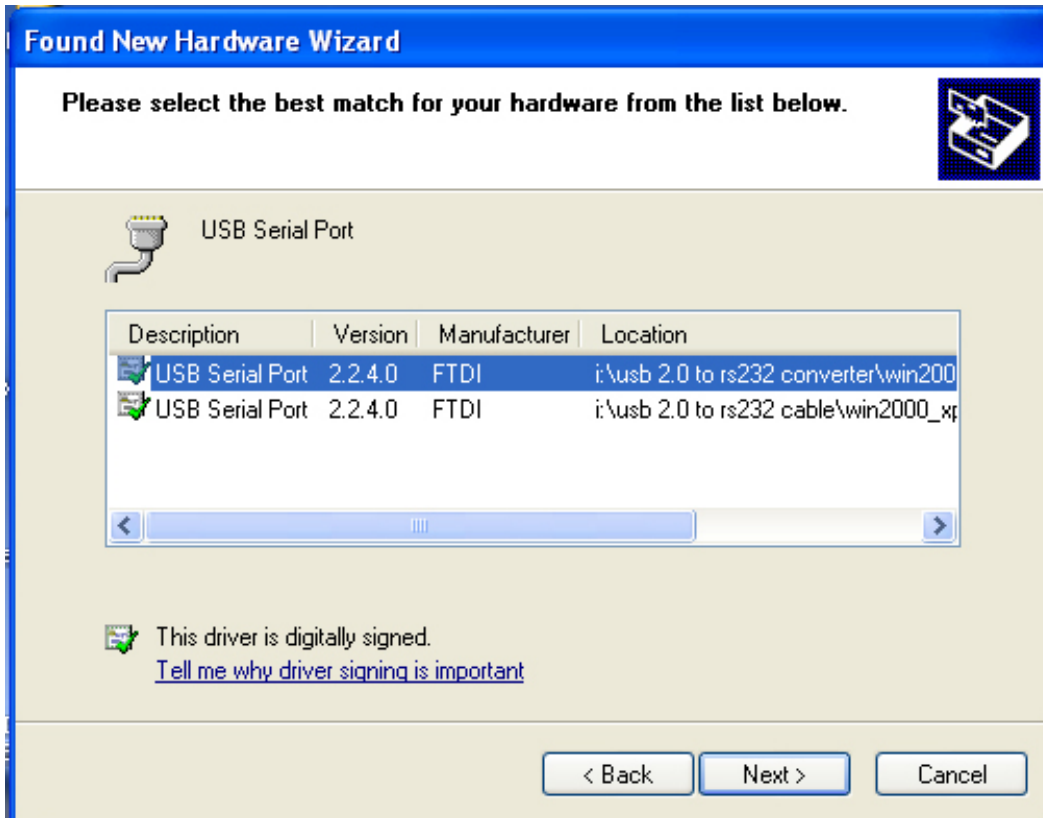 Found New Hardware Wizard
Please select the best match for your hardware from the list below.
USB Serial Port
Description Version Manufacturer Location
USB Serial Port 2.2.4.0 FTDI i:\usb 2.0 to rs232 converter\win200
USB Serial Port 2.2.4.0 FTDI i:\usb 2.0 to rs232 cable\win2000_xp
This driver is digitally signed.
Tell me why driver signing is important
< Back Next > Cancel